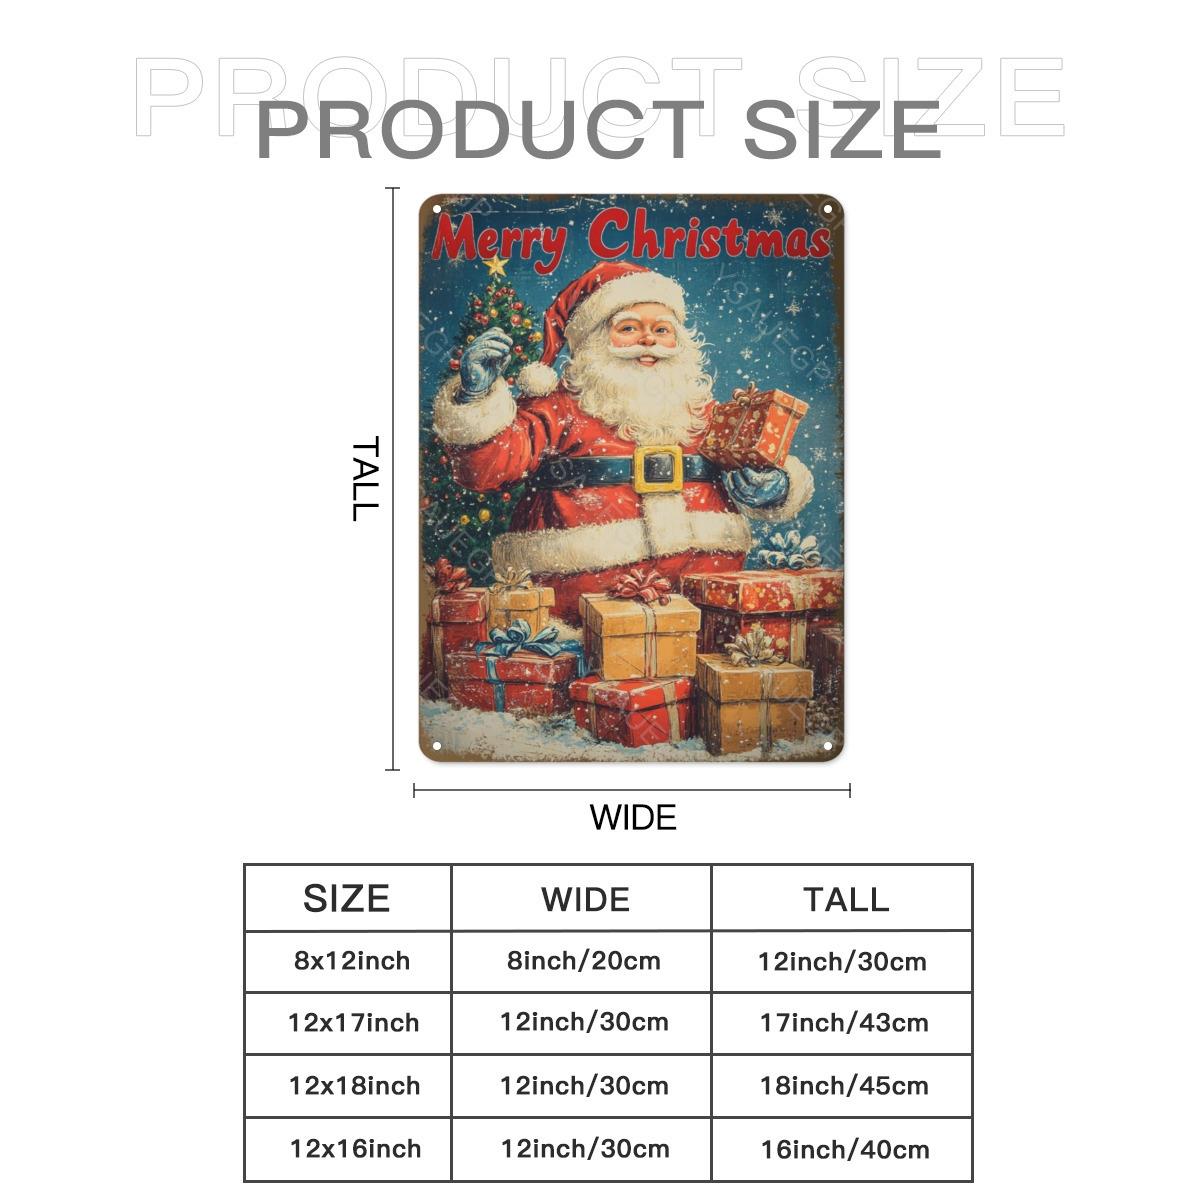 PRODUCT SIZE
PRODUCT SIZE
Merry Christmas
TALL
WIDE
SIZE WIDE TALL
8x12inch 8inch/20cm 12inch/30cm
12x17inch 12inch/30cm 17inch/43cm
12x18inch 12inch/30cm 18inch/45cm
12x16inch 12inch/30cm 16inch/40cm